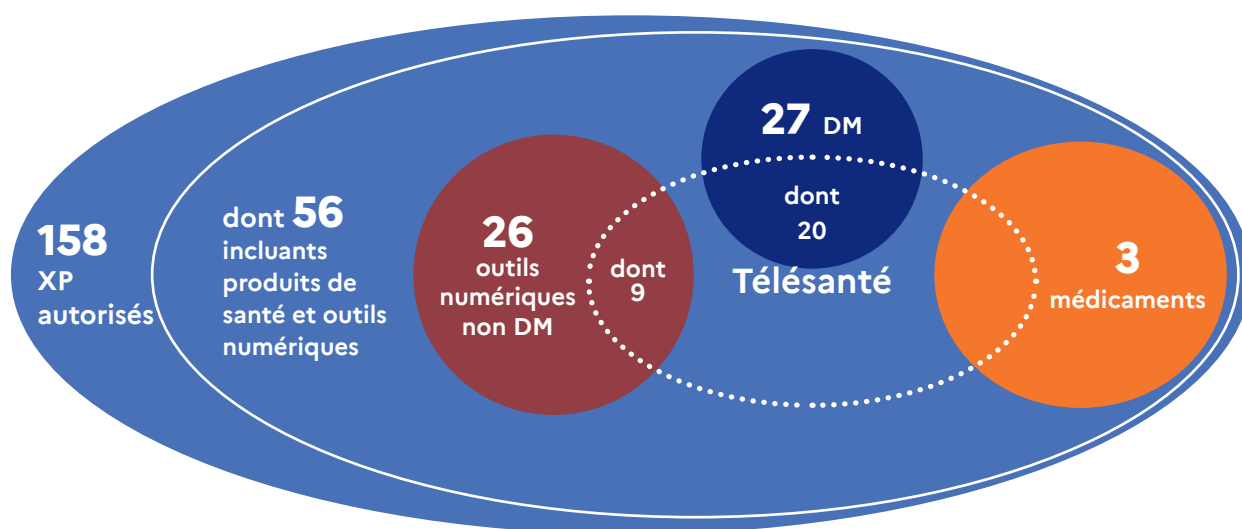 158
XP
autorisés
dont 56
incluants
produits de
santé et outils
numériques
26
outils
numériques
non DM
dont
9
27 DM
dont
20
Télésanté
3
médicaments